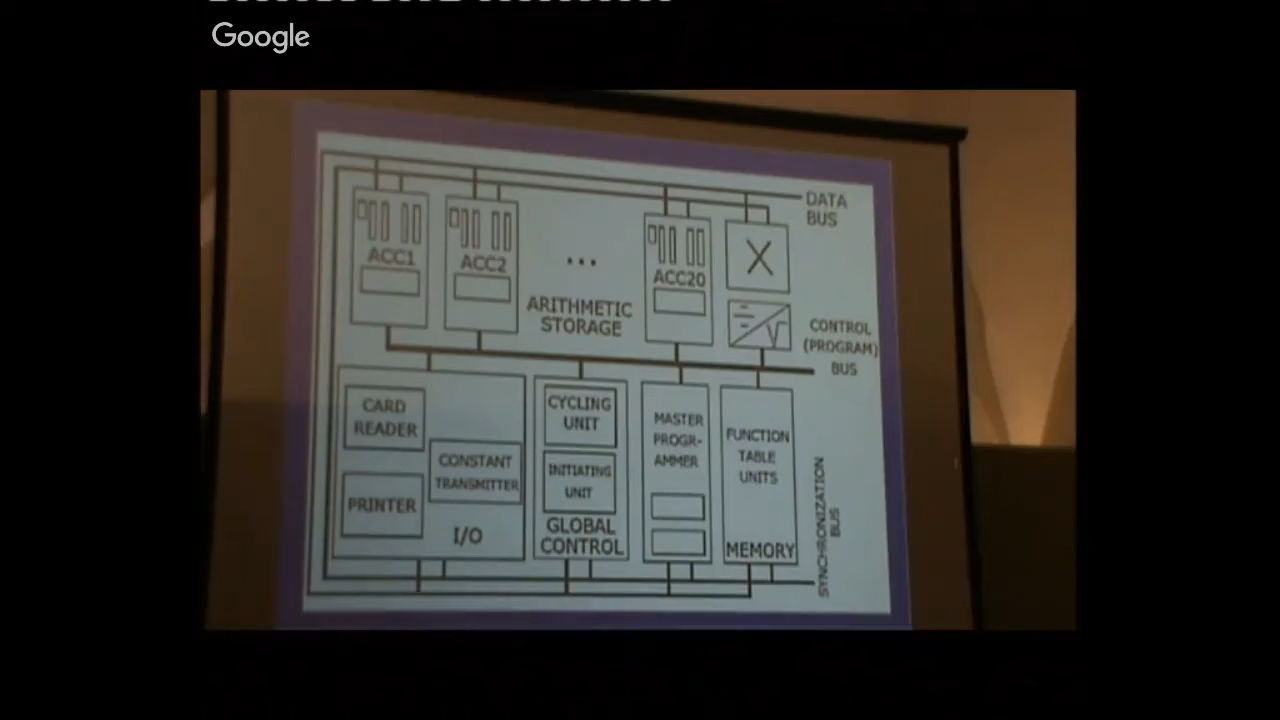 Google
DATA
BUS
ACC1
ACC2
...
ACC20
X
ARITHMETIC
STORAGE
CONTROL
(PROGRAM)
BUS
CARD
READER
CONSTANT
TRANSMITTER
PRINTER
I/O
CYCLING
UNIT
INITIATING
UNIT
GLOBAL
CONTROL
MASTER
PROGR-
AMMER
FUNCTION
TABLE
UNITS
MEMORY
SYNCHRONIZATION
BUS